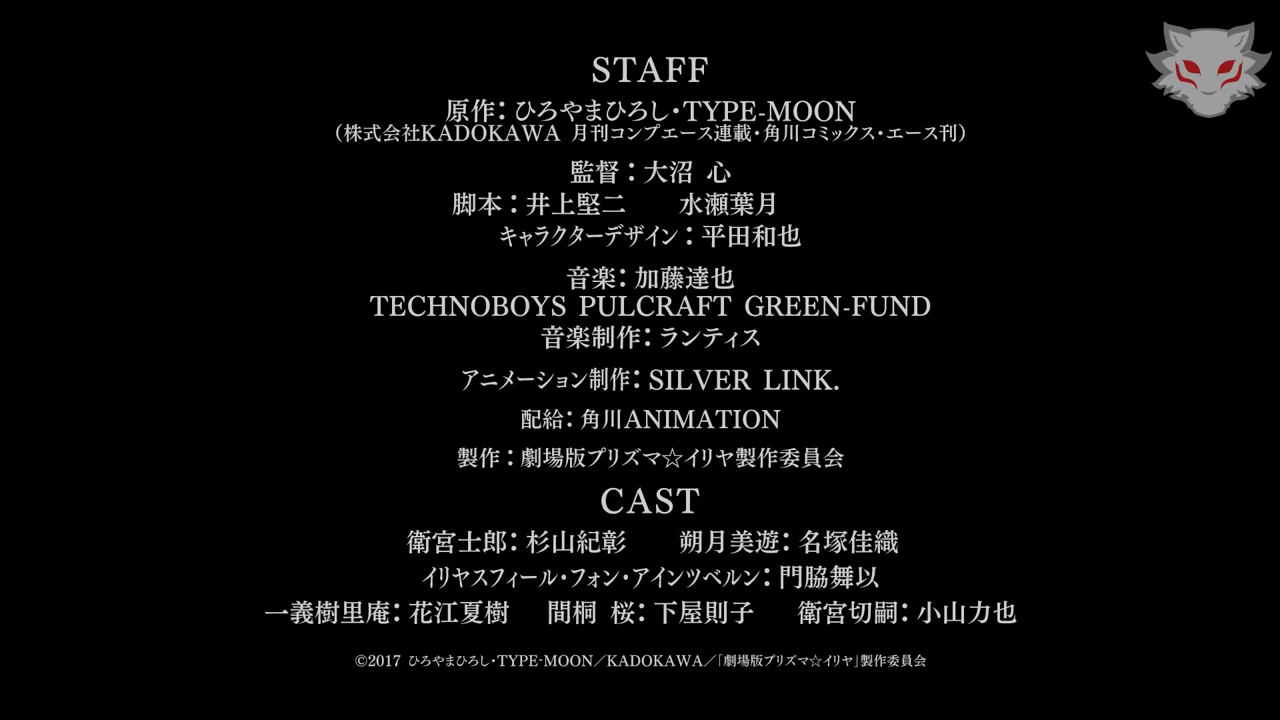 STAFF
原作：ひろやまひろし・TYPE-MOON
（株式会社KADOKAWA 月刊コンプエース連載・角川コミックス・エース刊）
監督：大沼 心
脚本：井上堅二 水瀬葉月
キャラクターデザイン：平田和也
音楽：加藤達也
TECHNOBOYS PULCRAFT GREEN-FUND
音楽制作：ランティス
アニメーション制作：SILVER LINK.
配給：角川ANIMATION
製作：劇場版プリズマ☆イリヤ製作委員会
CAST
衛宮士郎：杉山紀彰 朔月美遊：名塚佳織
イリヤスフィール・フォン・アインツベルン：門脇舞以
一義樹里庵：花江夏樹 間桐 桜：下屋則子 衛宮切嗣：小山力也
©2017 ひろやまひろし・TYPE-MOON／KADOKAWA／「劇場版プリズマ☆イリヤ」製作委員会